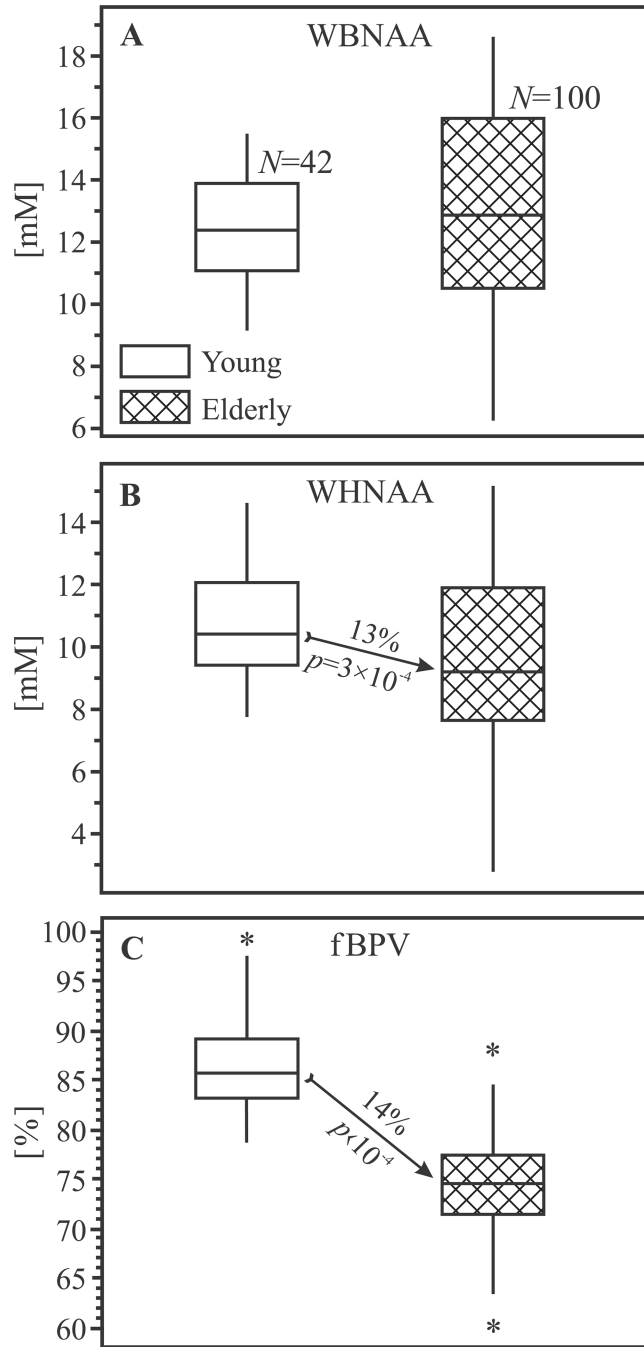 A WBNAA
18
N=100
16
N=42
14
[mM]
12
10
8
Young
Elderly
6
B WHNAA
14
12
13%
10
p=3×10⁻⁴
[mM]
8
6
4
C fBPV
100
*
95
90
*
85
14%
p<10⁻⁴
80
[%]
75
70
65
60
*